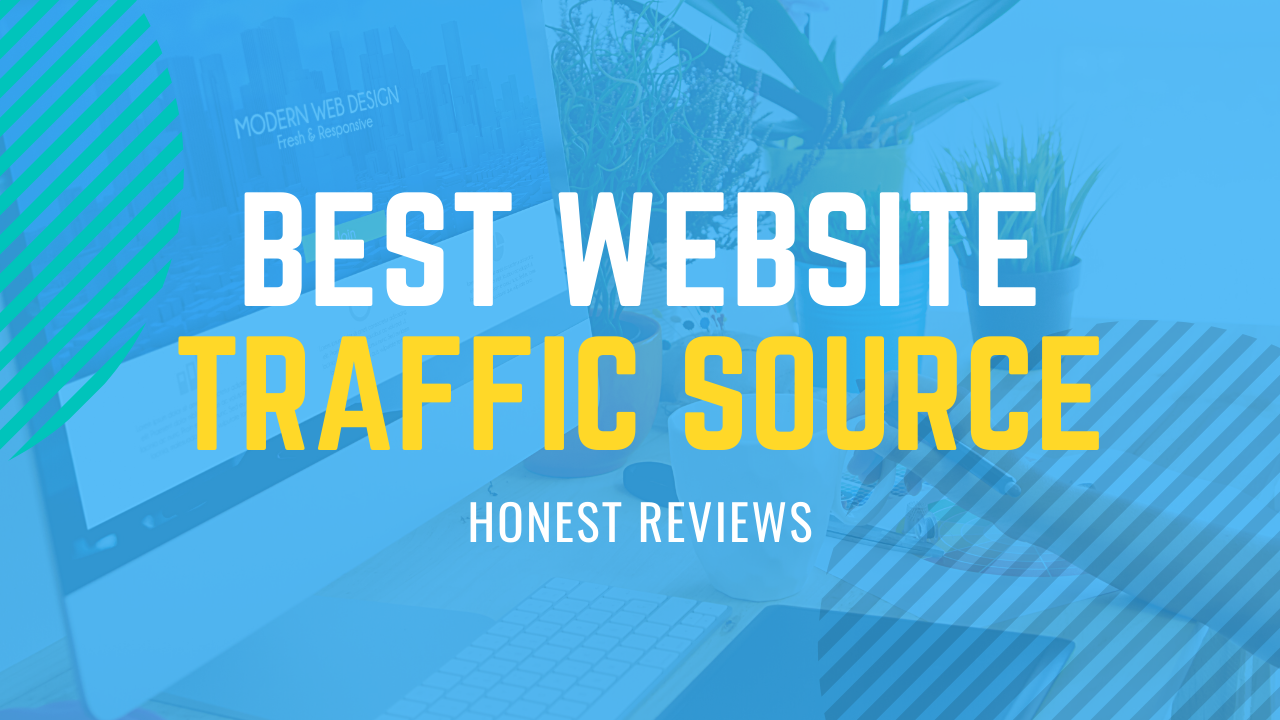 MODERN WEB DESIGN
Fresh & Responsive
BEST WEBSITE
TRAFFIC SOURCE
HONEST REVIEWS